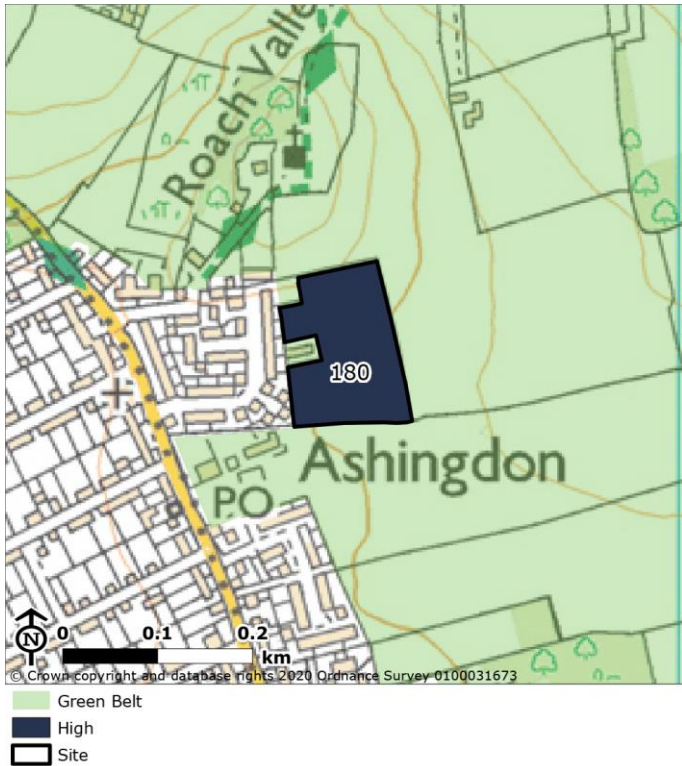 Roach Valle
180
Ashingdon
PO
N
0 0.1 0.2
km
© Crown copyright and database rights 2020 Ordnance Survey 0100031673
Green Belt
High
Site